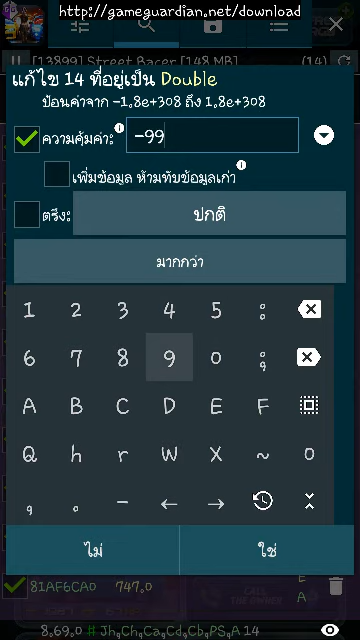 http://gameguardian.net/download
[13899] Street Racer [148 MB] (14)
แก้ไข 14 ที่อยู่เป็น Double
ป้อนค่าจาก -1,8e+308 ถึง 1,8e+308
ความคุ้มค่า: -99
เพิ่มข้อมูล ห้ามทับข้อมูลเก่า
ตรึง: ปกติ
มากกว่า
1 2 3 4 5 :
6 7 8 9 0 ;
A B C D E F
Q h r W X ~ 0
, . - ← →
ไม่ ใช่
81AF6CA0 747,0 E
A
CALL
THE OWNER
8,69,0 # Jh,Ch,Ca,Cd,Cb,PS,A 14